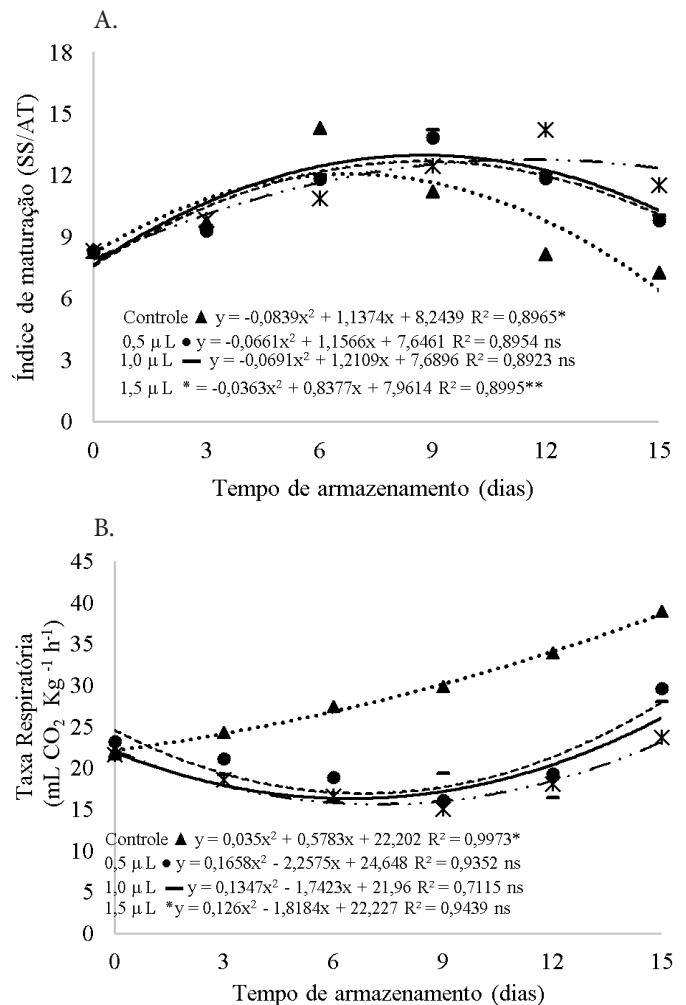 A.
Índice de maturação (SS/AT)
18
15
12
9
6
3
0
Controle ▲ y = -0,0839x² + 1,1374x + 8,2439 R² = 0,8965*
0,5 µ L ● y = -0,0661x² + 1,1566x + 7,6461 R² = 0,8954 ns
1,0 µ L — y = -0,0691x² + 1,2109x + 7,6896 R² = 0,8923 ns
1,5 µ L * = -0,0363x² + 0,8377x + 7,9614 R² = 0,8995**
0 3 6 9 12 15
Tempo de armazenamento (dias)
B.
Taxa Respiratória
(mL CO₂ Kg ⁻¹ h⁻¹)
45
40
35
30
25
20
15
10
5
0
Controle ▲ y = 0,035x² + 0,5783x + 22,202 R² = 0,9973*
0,5 µ L ● y = 0,1658x² - 2,2575x + 24,648 R² = 0,9352 ns
1,0 µ L — y = 0,1347x² - 1,7423x + 21,96 R² = 0,7115 ns
1,5 µ L *y = 0,126x² - 1,8184x + 22,227 R² = 0,9439 ns
0 3 6 9 12 15
Tempo de armazenamento (dias)